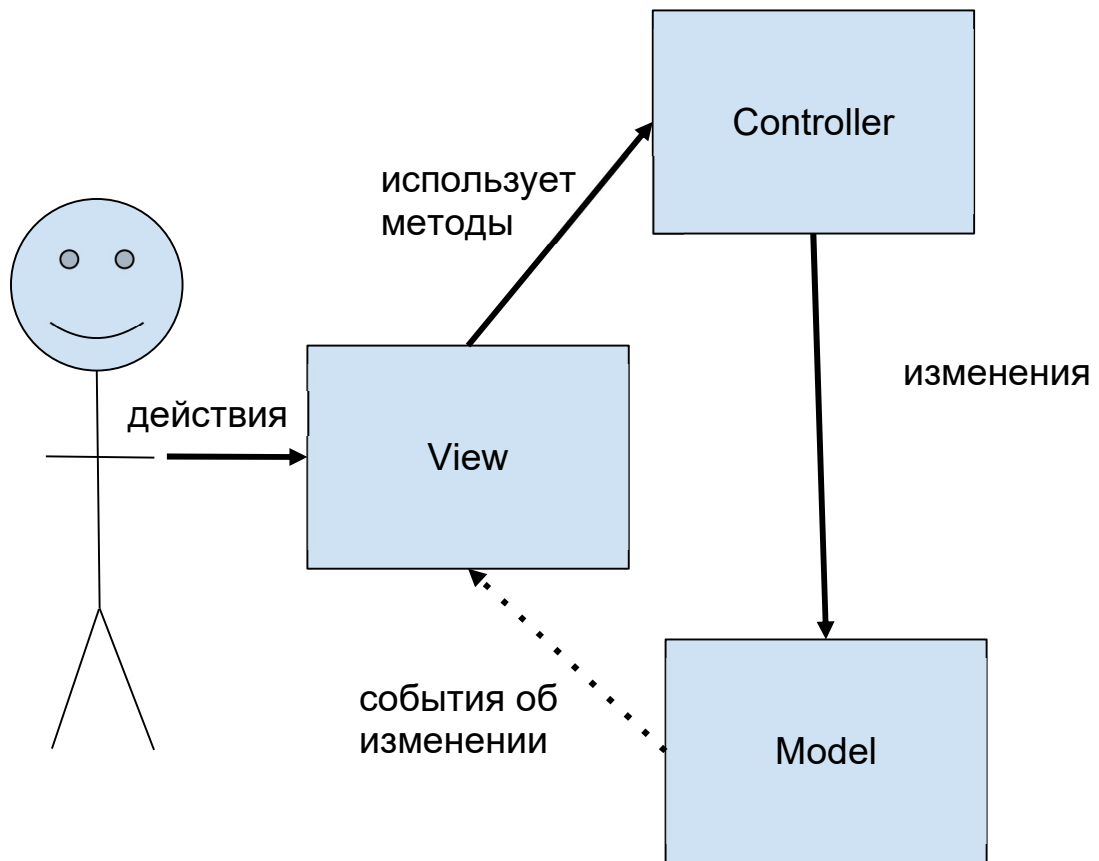 Controller
использует
методы
изменения
действия
View
события об
изменении
Model